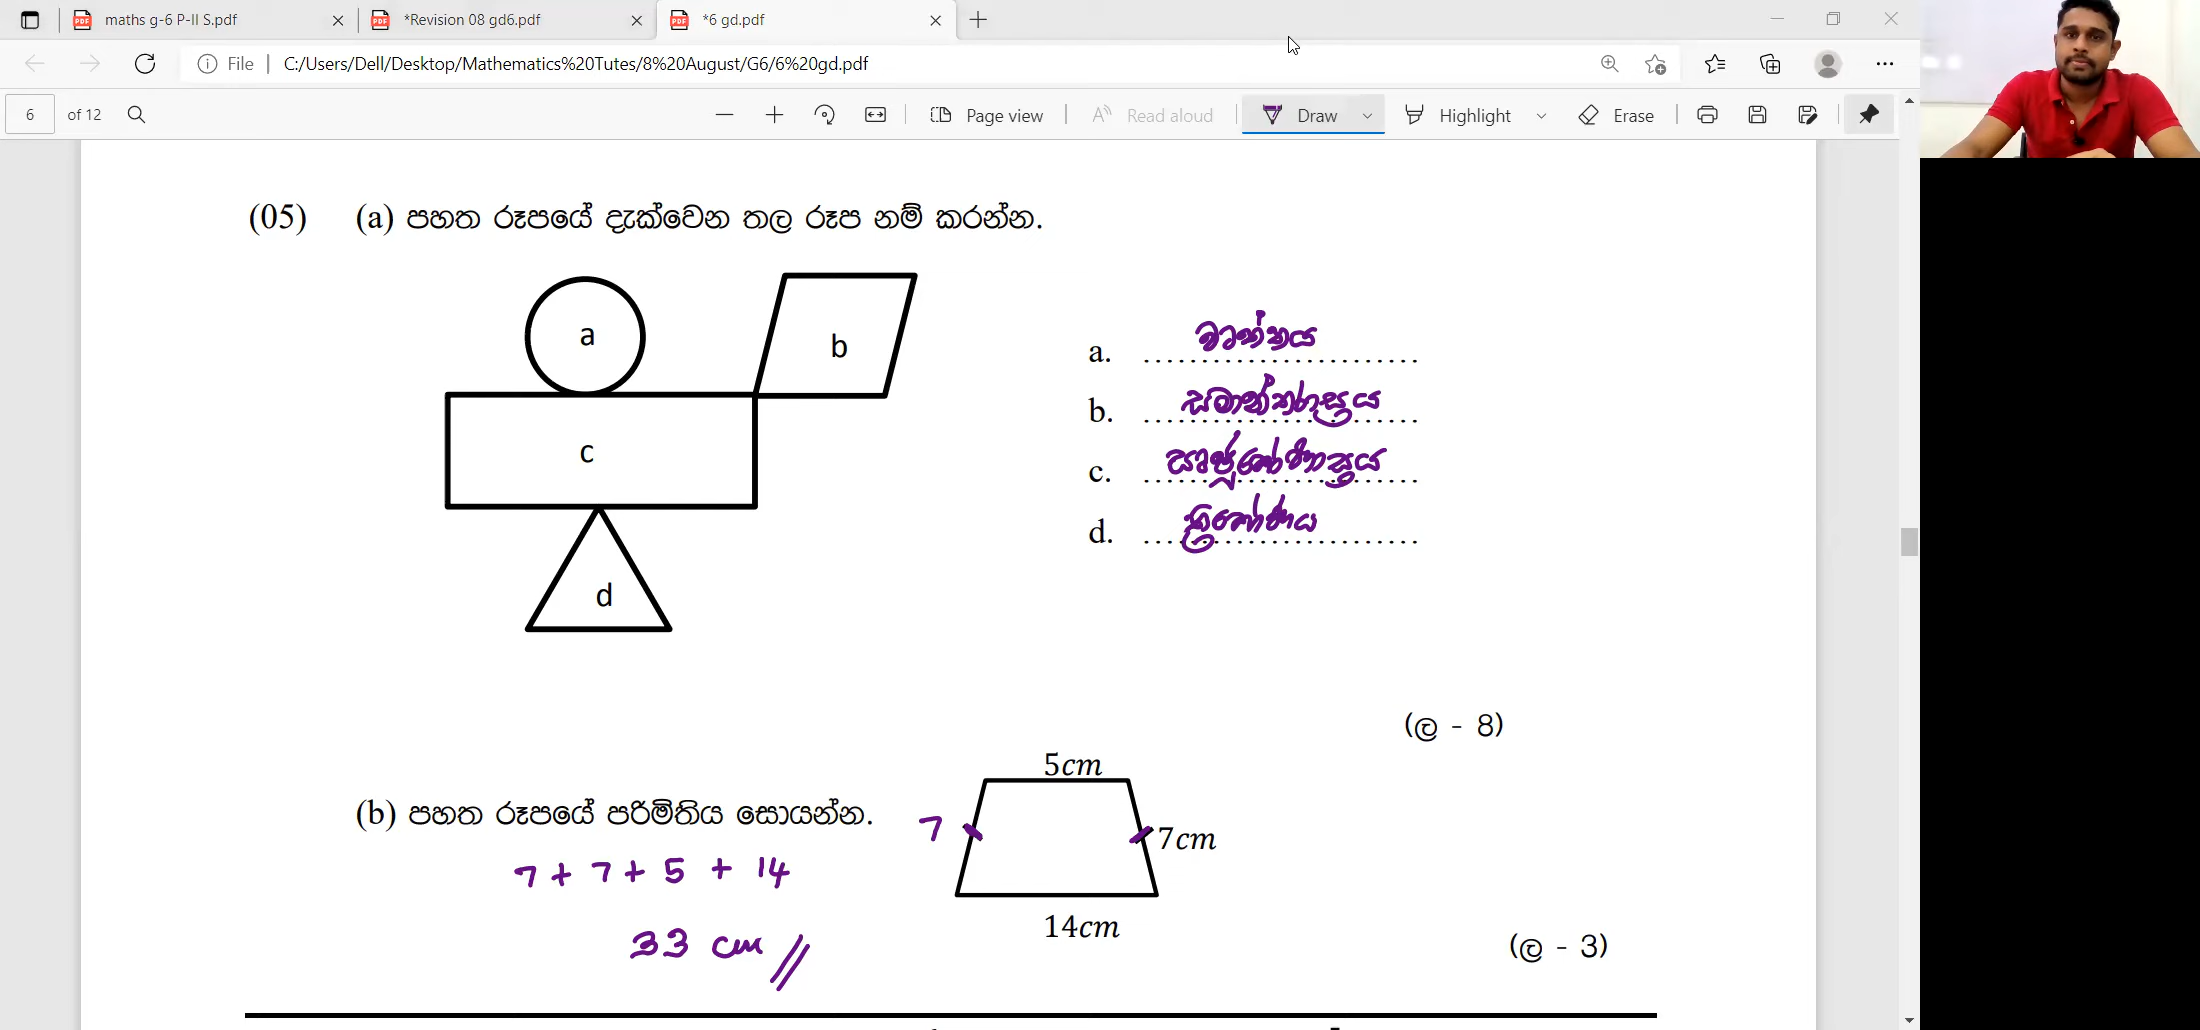 maths g-6 P-II S.pdf
*Revision 08 gd6.pdf
*6 gd.pdf
File
C:/Users/Dell/Desktop/Mathematics%20Tutes/8%20August/G6/6%20gd.pdf
6 of 12
Page view
Read aloud
Draw
Highlight
Erase
(05) (a) පහත රූපයේ දැක්වෙන තල රූප නම් කරන්න.
a
b
c
d
a. වෘත්තය
b. සමාන්තරාස්‍රය
c. ඍජුකෝණාස්‍රය
d. ත්‍රිකෝණය
(ල - 8)
(b) පහත රූපයේ පරිමිතිය සොයන්න.
5cm
7
7cm
14cm
7 + 7 + 5 + 14
33 cm
(ල - 3)